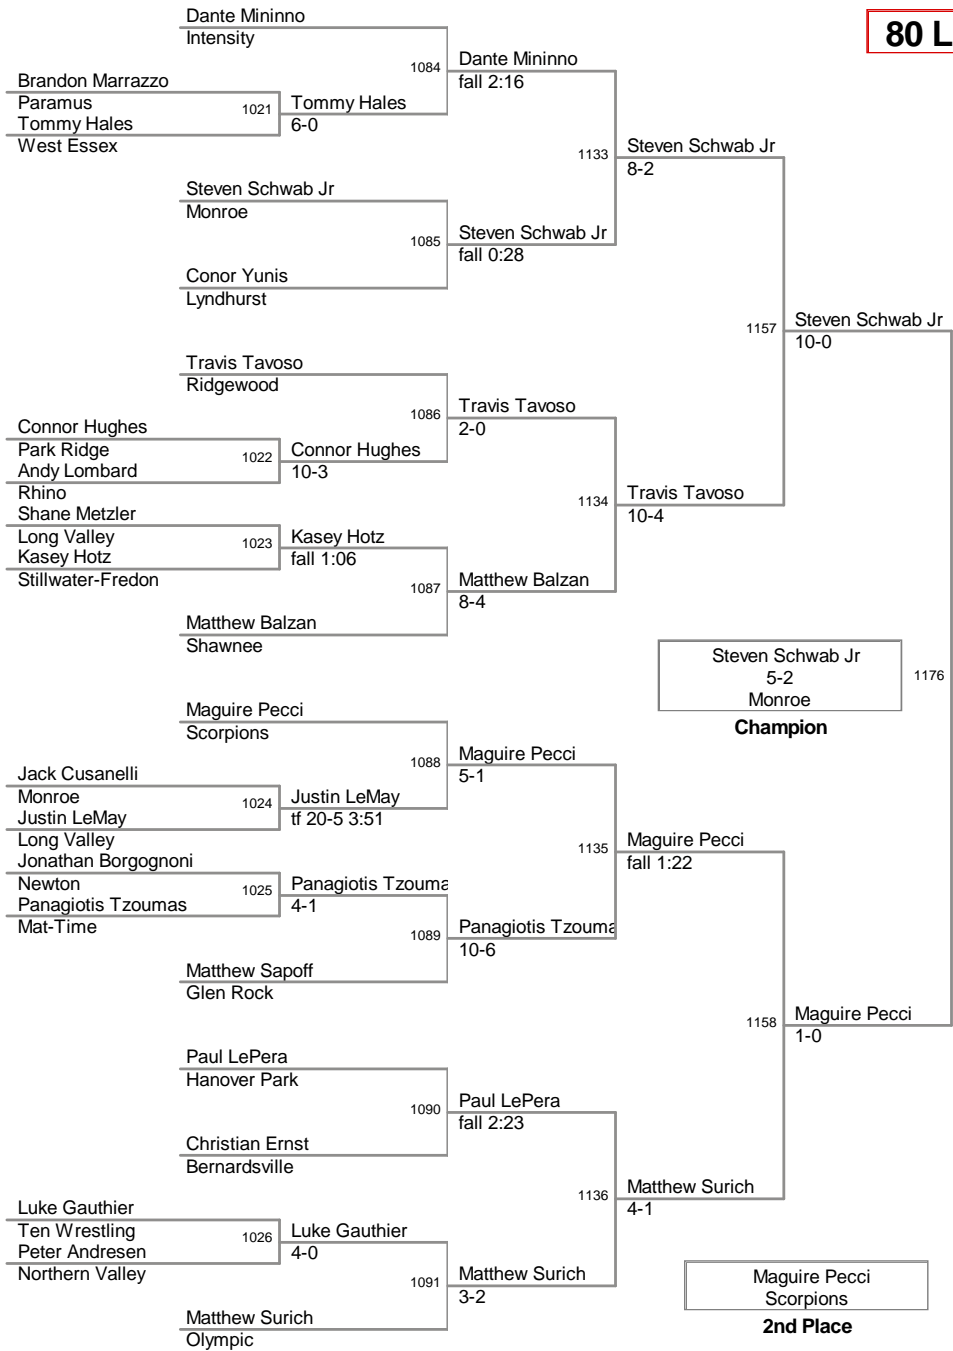 Dante Mininno
Intensity
80 L
1084
Dante Mininno
fall 2:16
Brandon Marrazzo
Paramus
1021
Tommy Hales
6-0
Tommy Hales
West Essex
1133
Steven Schwab Jr
8-2
Steven Schwab Jr
Monroe
1085
Steven Schwab Jr
fall 0:28
Conor Yunis
Lyndhurst
1157
Steven Schwab Jr
10-0
Travis Tavoso
Ridgewood
1086
Travis Tavoso
2-0
Connor Hughes
Park Ridge
1022
Connor Hughes
10-3
Andy Lombard
Rhino
1134
Travis Tavoso
10-4
Shane Metzler
Long Valley
1023
Kasey Hotz
fall 1:06
Kasey Hotz
Stillwater-Fredon
1087
Matthew Balzan
8-4
Matthew Balzan
Shawnee
Steven Schwab Jr
5-2
Monroe
1176
Champion
Maguire Pecci
Scorpions
1088
Maguire Pecci
5-1
Jack Cusanelli
Monroe
1024
Justin LeMay
tf 20-5 3:51
Justin LeMay
Long Valley
1135
Maguire Pecci
fall 1:22
Jonathan Borgognoni
Newton
1025
Panagiotis Tzouma
4-1
Panagiotis Tzoumas
Mat-Time
1089
Panagiotis Tzouma
10-6
Matthew Sapoff
Glen Rock
1158
Maguire Pecci
1-0
Paul LePera
Hanover Park
1090
Paul LePera
fall 2:23
Christian Ernst
Bernardsville
1136
Matthew Surich
4-1
Luke Gauthier
Ten Wrestling
1026
Luke Gauthier
4-0
Peter Andresen
Northern Valley
1091
Matthew Surich
3-2
Matthew Surich
Olympic
Maguire Pecci
Scorpions
2nd Place